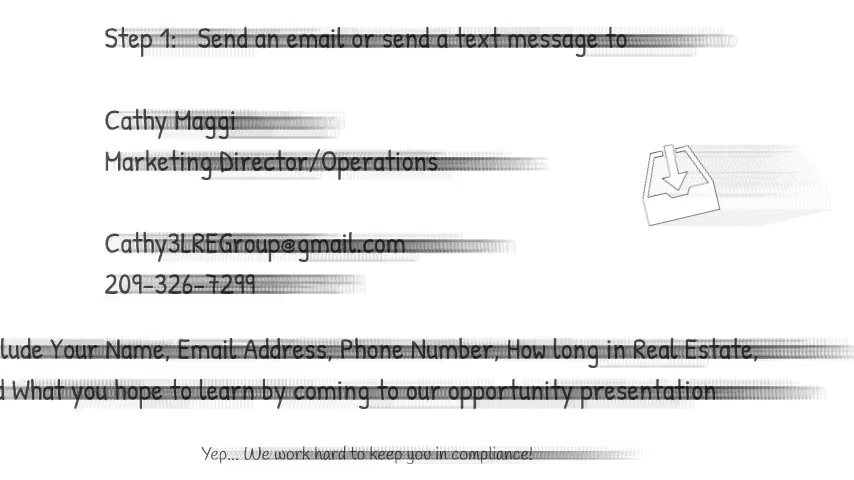 Step 1: Send an email or send a text message to
Cathy Maggi
Marketing Director/Operations
Cathy3LREGroup@gmail.com
209-326-7299
lude Your Name, Email Address, Phone Number, How long in Real Estate,
d What you hope to learn by coming to our opportunity presentation
Yep... We work hard to keep you in compliance!